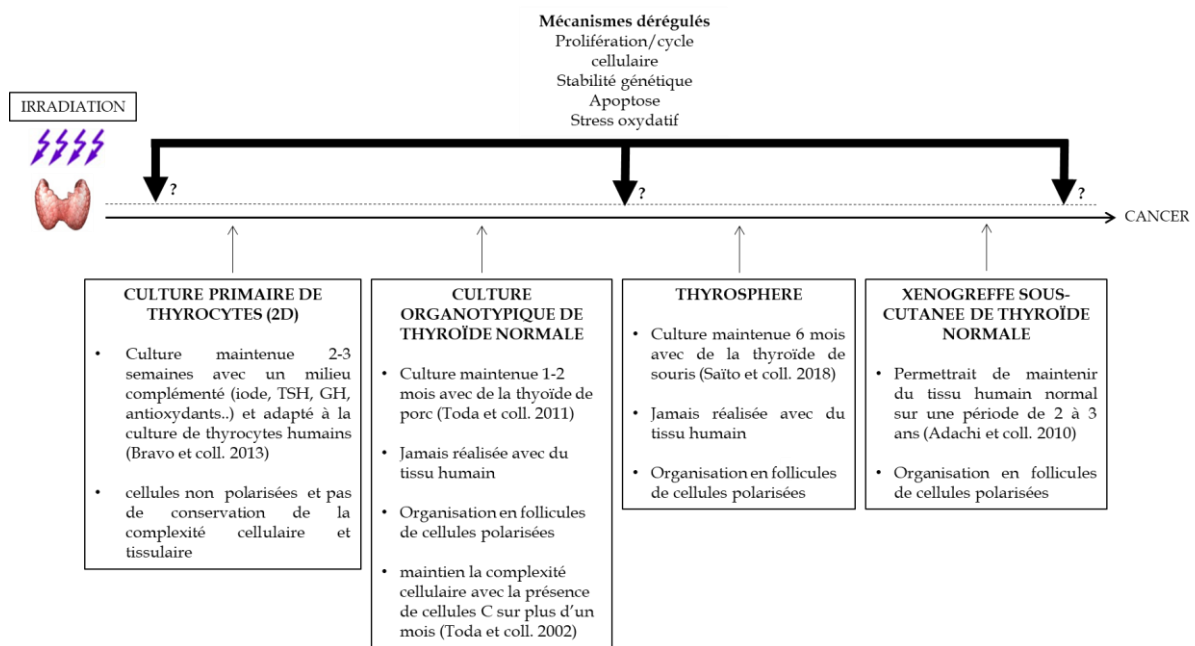 Mécanismes dérégulés
Prolifération/cycle
cellulaire
Stabilité génétique
Apoptose
Stress oxydatif
IRRADIATION
?
?
?
CANCER
CULTURE PRIMAIRE DE
THYROCYTES (2D)
• Culture maintenue 2-3
semaines avec un milieu
complémenté (iode, TSH, GH,
antioxydants..) et adapté à la
culture de thyrocytes humains
(Bravo et coll. 2013)
• cellules non polarisées et pas
de conservation de la
complexité cellulaire et
tissulaire
CULTURE
ORGANOTYPIQUE DE
THYROÏDE NORMALE
• Culture maintenue 1-2
mois avec de la thyoïde de
porc (Toda et coll. 2011)
• Jamais réalisée avec du
tissu humain
• Organisation en follicules
de cellules polarisées
• maintien la complexité
cellulaire avec la présence
de cellules C sur plus d'un
mois (Toda et coll. 2002)
THYROSPHERE
• Culture maintenue 6 mois
avec de la thyroïde de
souris (Saïto et coll. 2018)
• Jamais réalisée avec du
tissu humain
• Organisation en follicules
de cellules polarisées
XENOGREFFE SOUS-
CUTANEE DE THYROÏDE
NORMALE
• Permettrait de maintenir
du tissu humain normal
sur une période de 2 à 3
ans (Adachi et coll. 2010)
• Organisation en follicules
de cellules polarisées